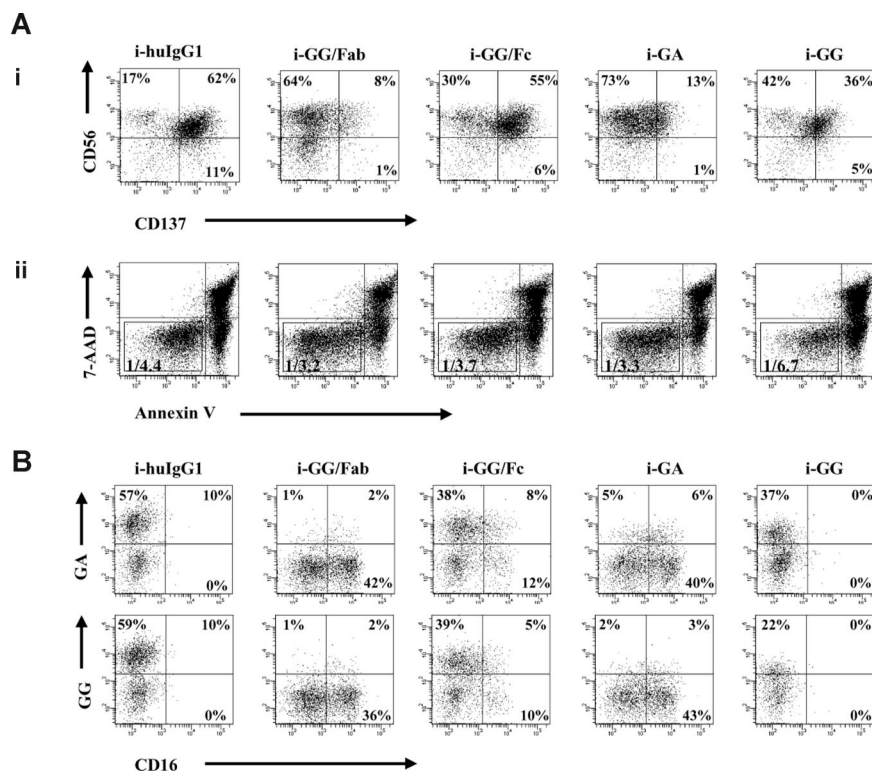 A
i-huIgG1 i-GG/Fab i-GG/Fc i-GA i-GG
i
17% 62% 64% 8% 30% 55% 73% 13% 42% 36%
CD56
11% 1% 6% 1% 5%
CD137
ii
7-AAD
1/4.4 1/3.2 1/3.7 1/3.3 1/6.7
Annexin V
B
i-huIgG1 i-GG/Fab i-GG/Fc i-GA i-GG
57% 10% 1% 2% 38% 8% 5% 6% 37% 0%
GA
0% 42% 12% 40% 0%
59% 10% 1% 2% 39% 5% 2% 3% 22% 0%
GG
0% 36% 10% 43% 0%
CD16